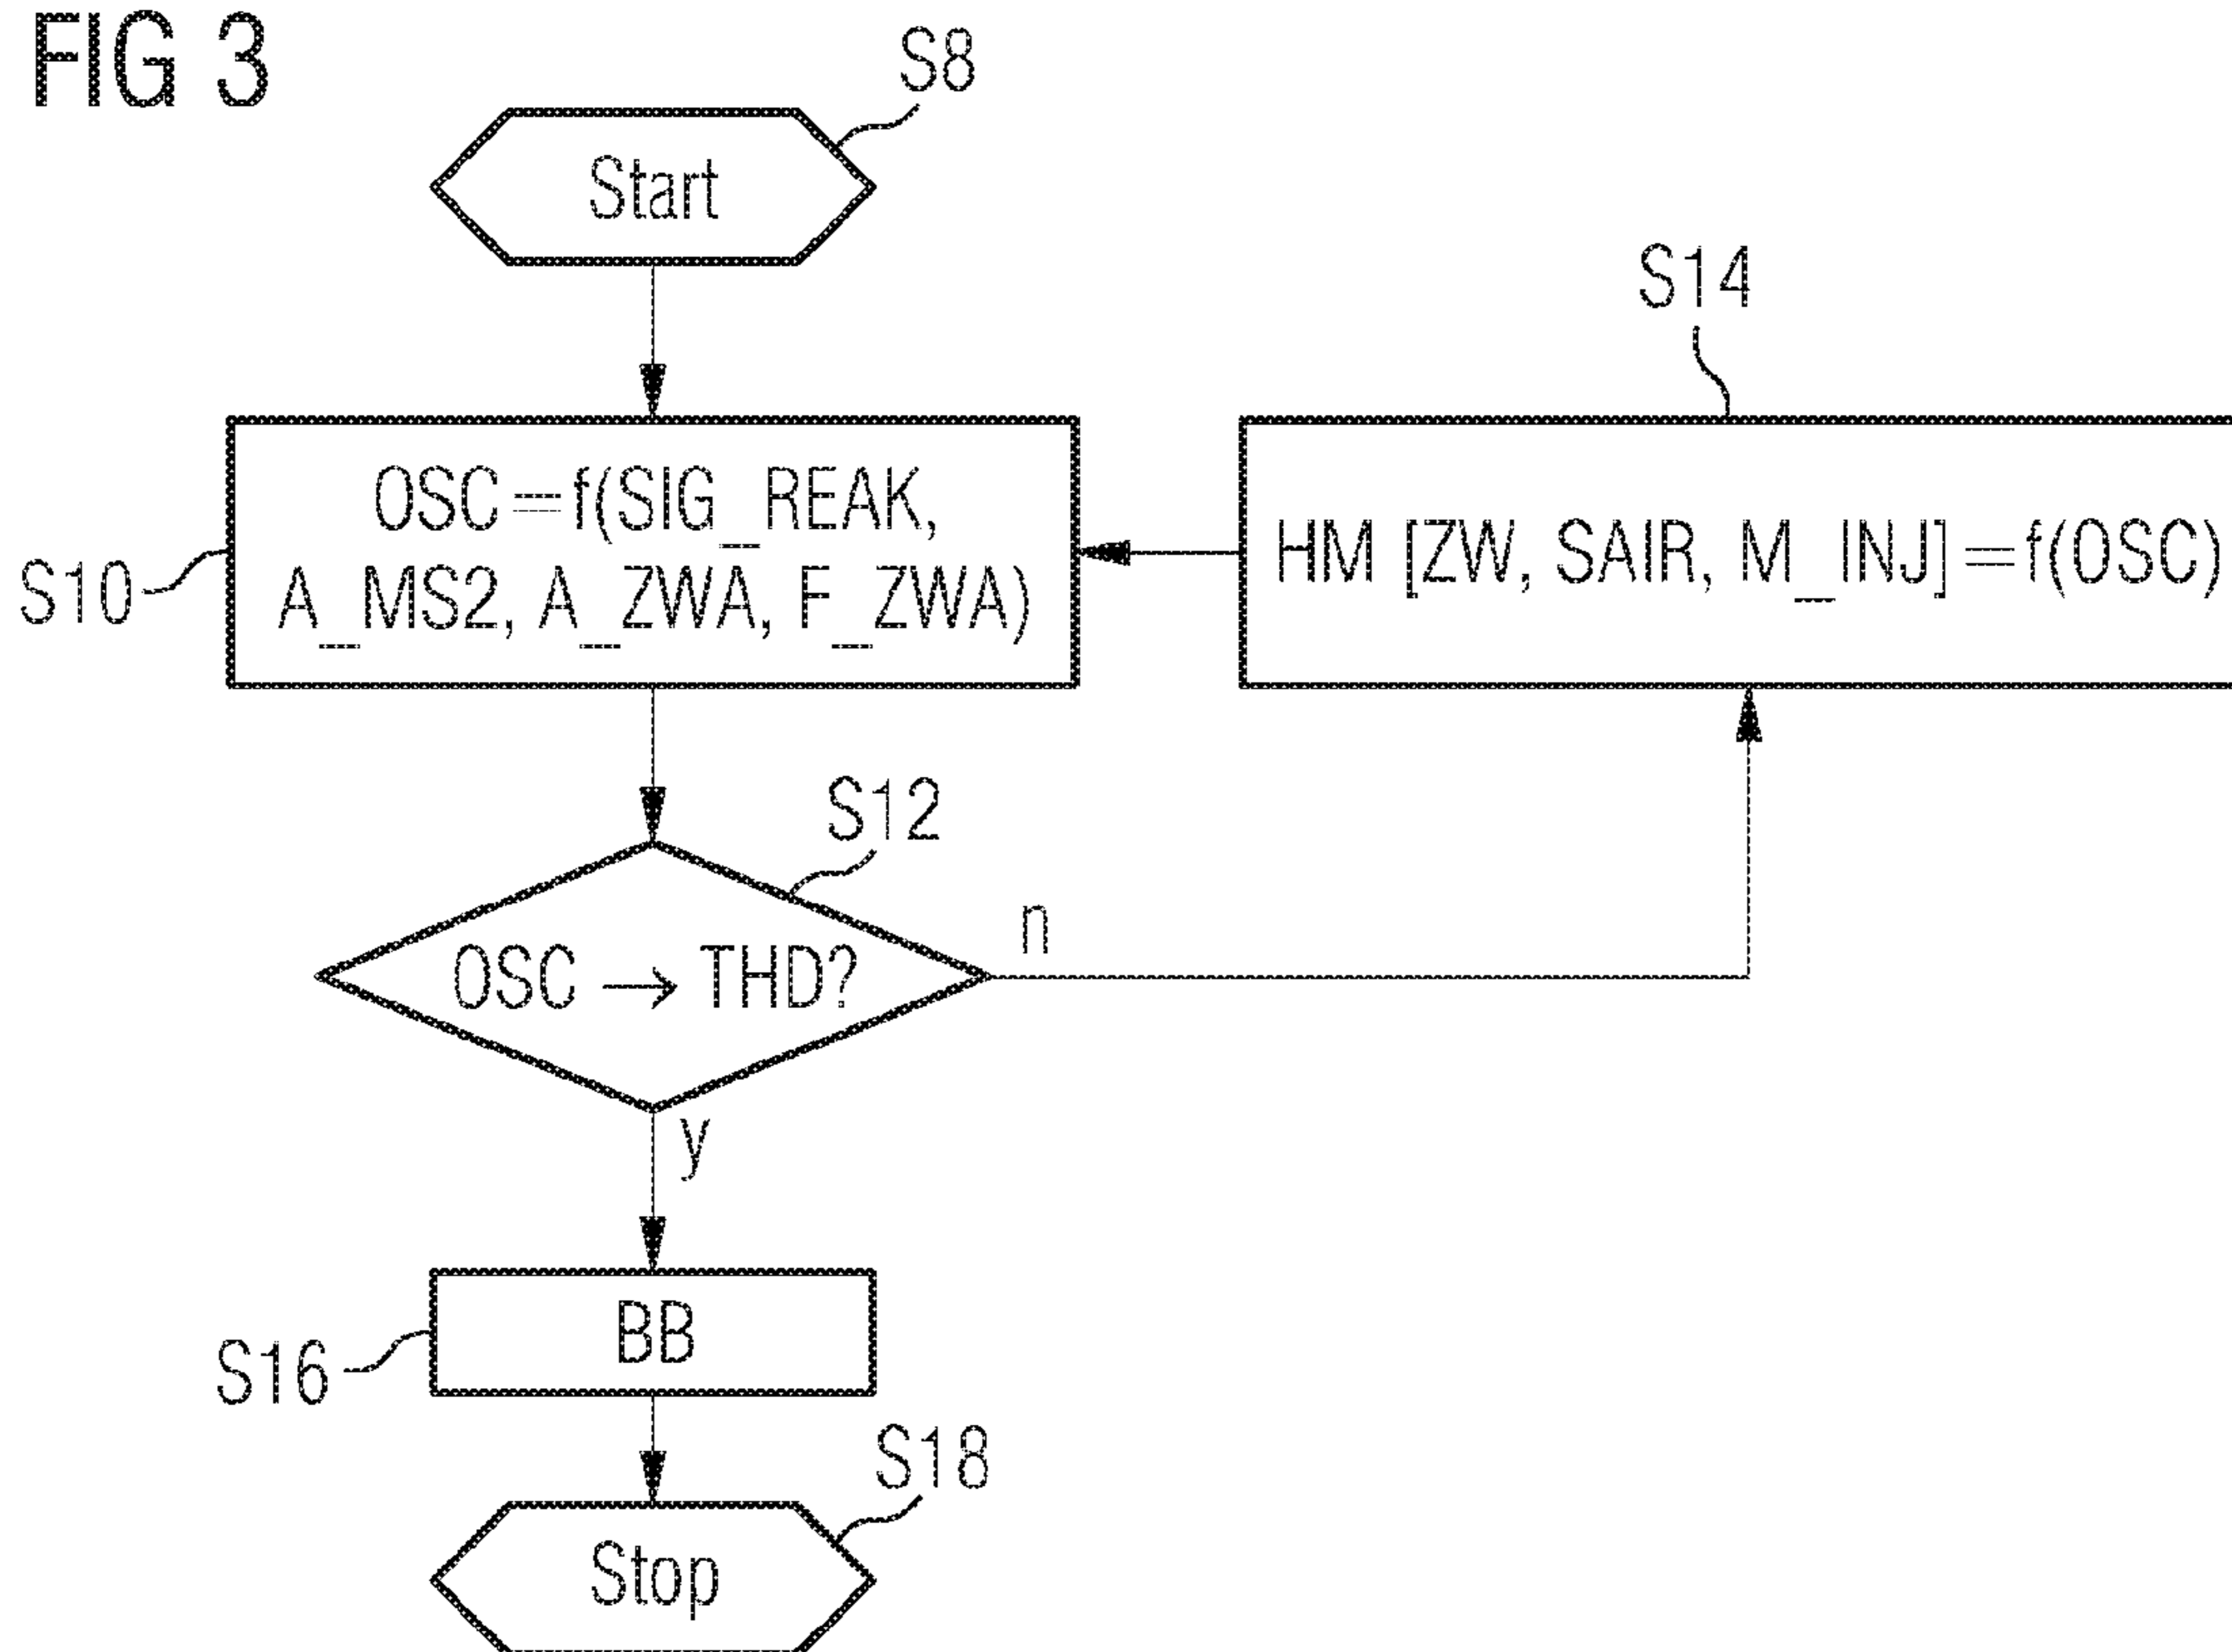 FIG 3
S8
Start
S14
OSC=f(SIG_REAK,
A_MS2, A_ZWA, F_ZWA)
S10
HM [ZW, SAIR, M_INJ]=f(OSC)
S12
OSC → THD?
n
y
BB
S16
S18
Stop